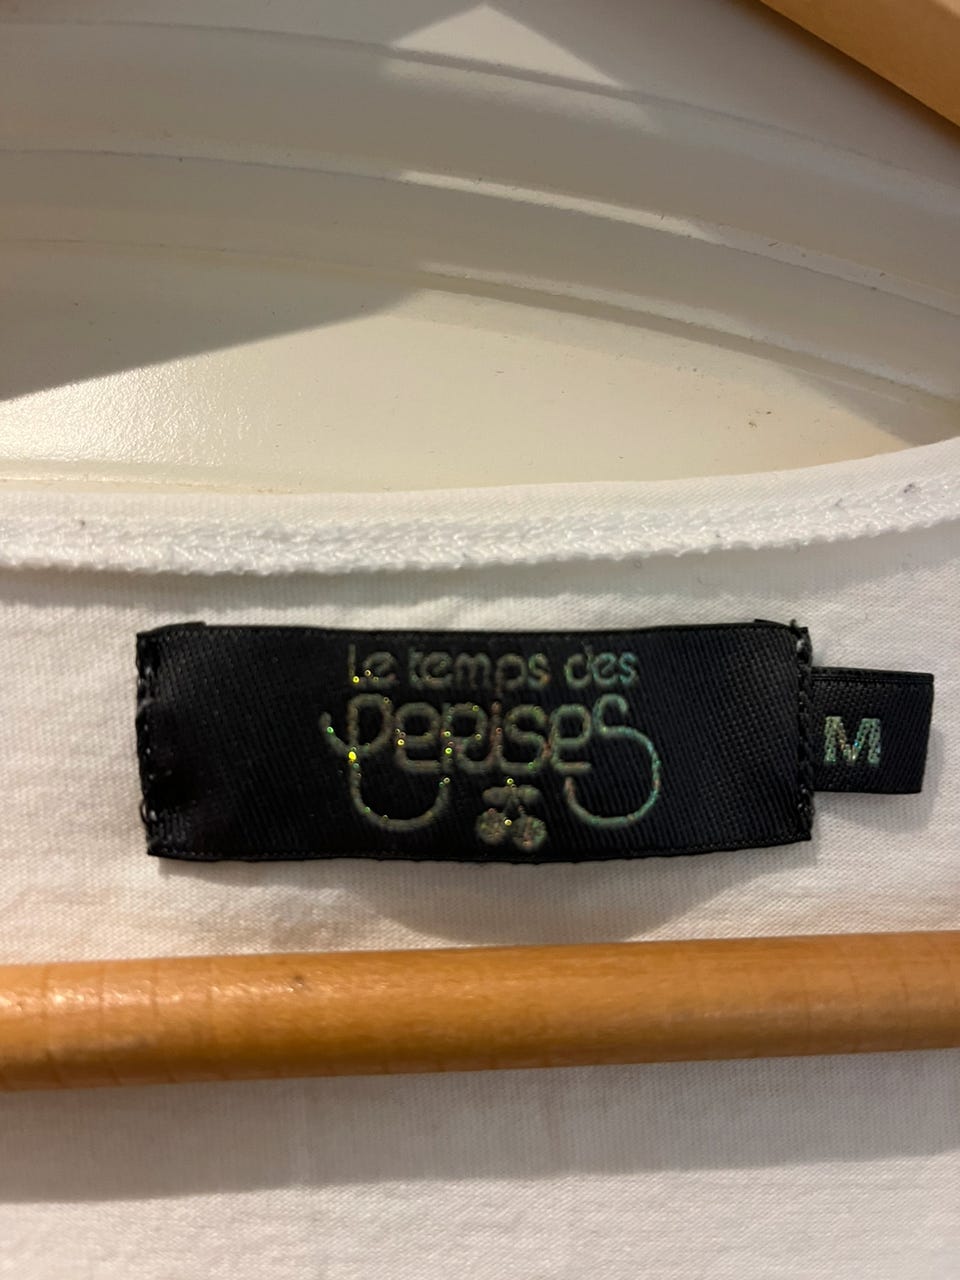 Le temps des
cerises
M